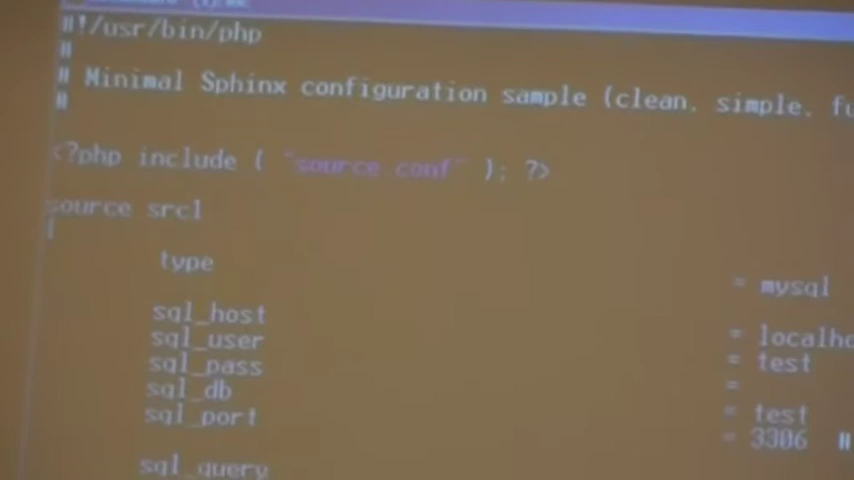 #!/usr/bin/php
#
# Minimal Sphinx configuration sample (clean, simple, fu
#
<?php include ( "source.conf" ); ?>
source src1
{
type = mysql
sql_host = localho
sql_user = test
sql_pass =
sql_db = test
sql_port = 3306 #
sql_query